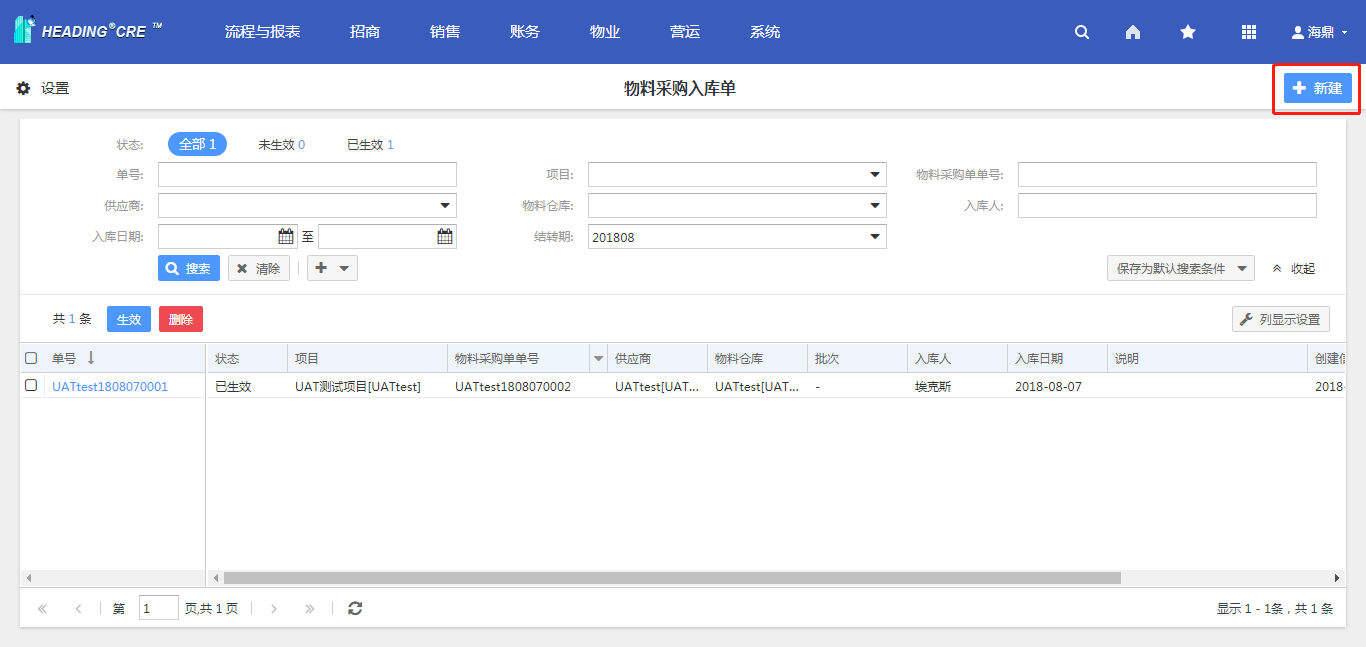 HEADING®CRE ™ 流程与报表 招商 销售 账务 物业 营运 系统 海鼎
设置 物料采购入库单 新建
状态: 全部 1 未生效 0 已生效 1
单号: 项目: 物料采购单单号:
供应商: 物料仓库: 入库人:
入库日期: 至 结转期: 201808
搜索 清除 保存为默认搜索条件 收起
共 1 条 生效 删除 列显示设置
单号 状态 项目 物料采购单单号 供应商 物料仓库 批次 入库人 入库日期 说明 创建信
UATtest1808070001 已生效 UAT测试项目[UATtest] UATtest1808070002 UATtest[UAT... UATtest[UAT... - 埃克斯 2018-08-07 2018-
第 1 页,共 1 页 显示 1 - 1条 , 共 1 条